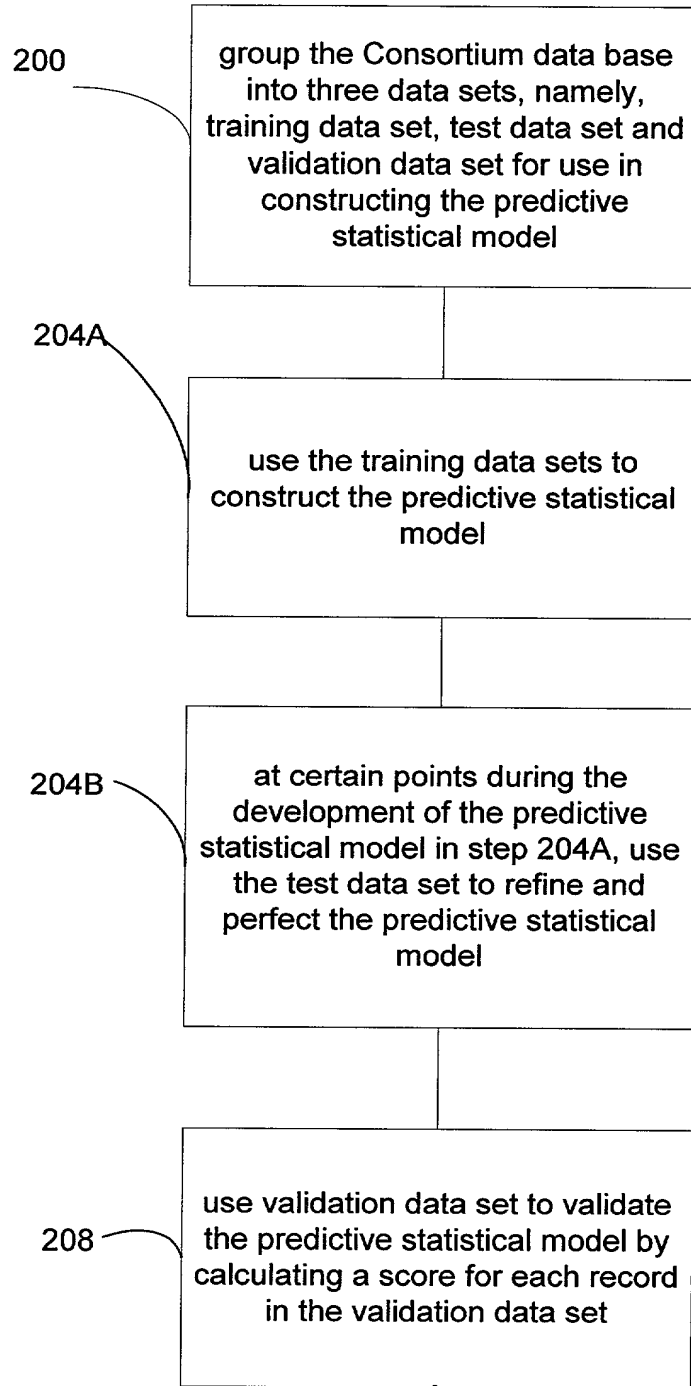 200
group the Consortium data base
into three data sets, namely,
training data set, test data set and
validation data set for use in
constructing the predictive
statistical model
204A
use the training data sets to
construct the predictive statistical
model
204B
at certain points during the
development of the predictive
statistical model in step 204A, use
the test data set to refine and
perfect the predictive statistical
model
208
use validation data set to validate
the predictive statistical model by
calculating a score for each record
in the validation data set